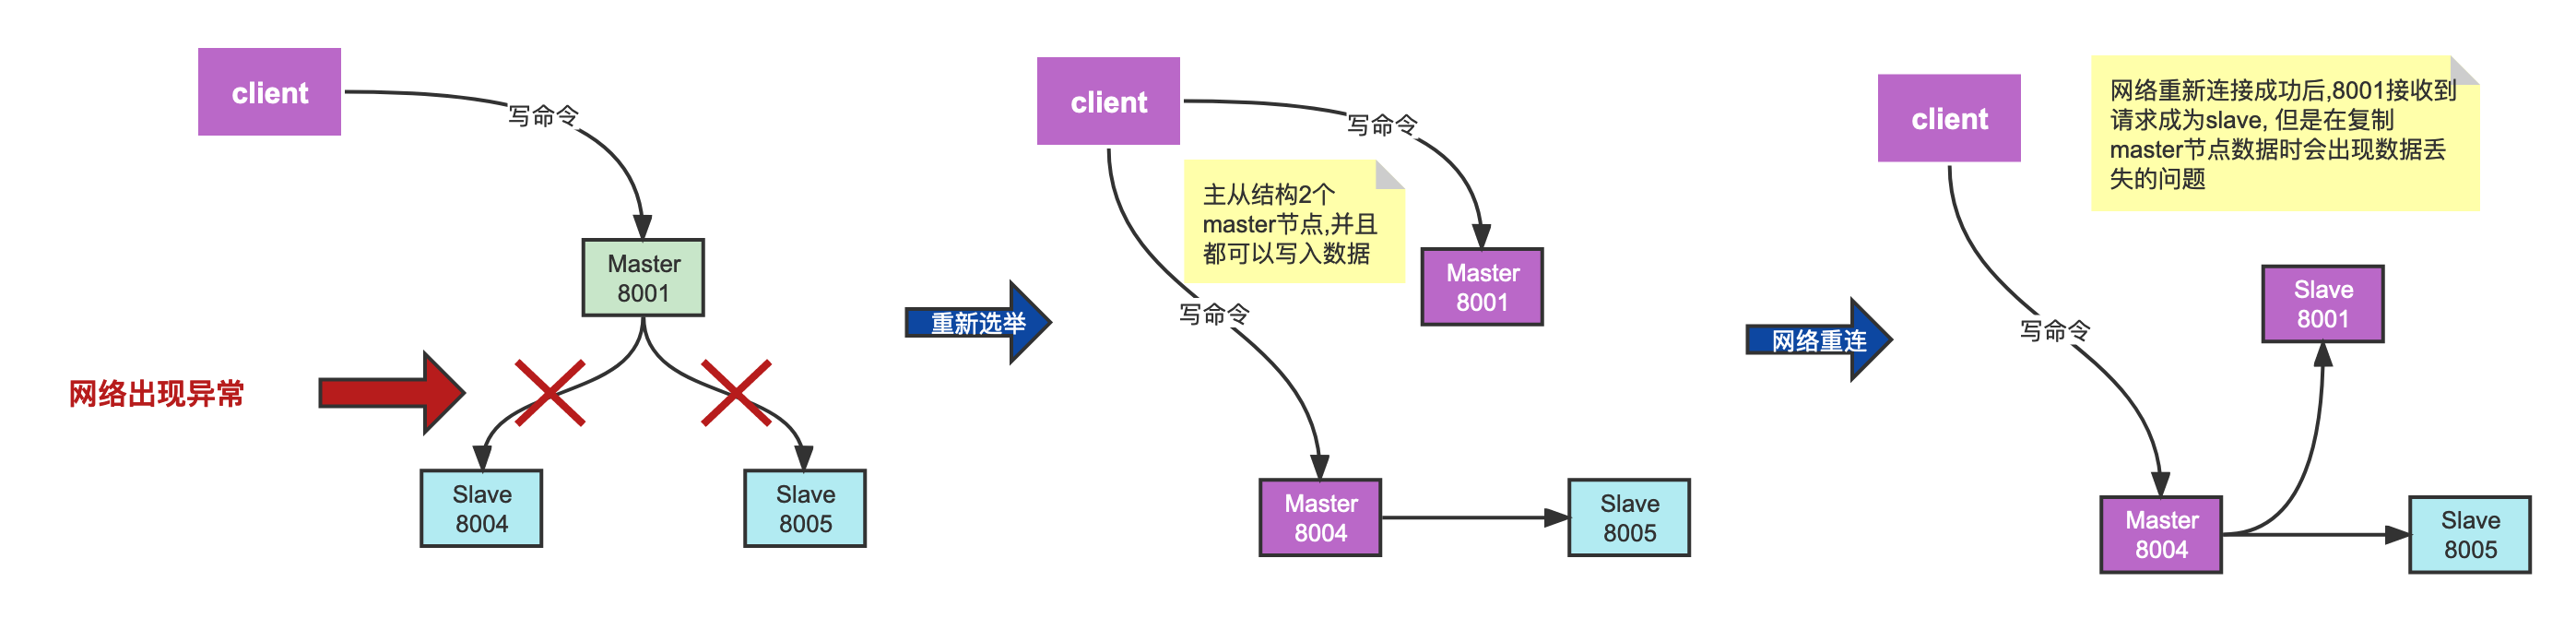 client
写命令
Master
8001
网络出现异常
Slave
8004
Slave
8005
重新选举
client
写命令
主从结构2个
master节点,并且
都可以写入数据
Master
8001
写命令
Master
8004
Slave
8005
网络重连
client
网络重新连接成功后,8001接收到
请求成为slave, 但是在复制
master节点数据时会出现数据丢
失的问题
Slave
8001
写命令
Master
8004
Slave
8005